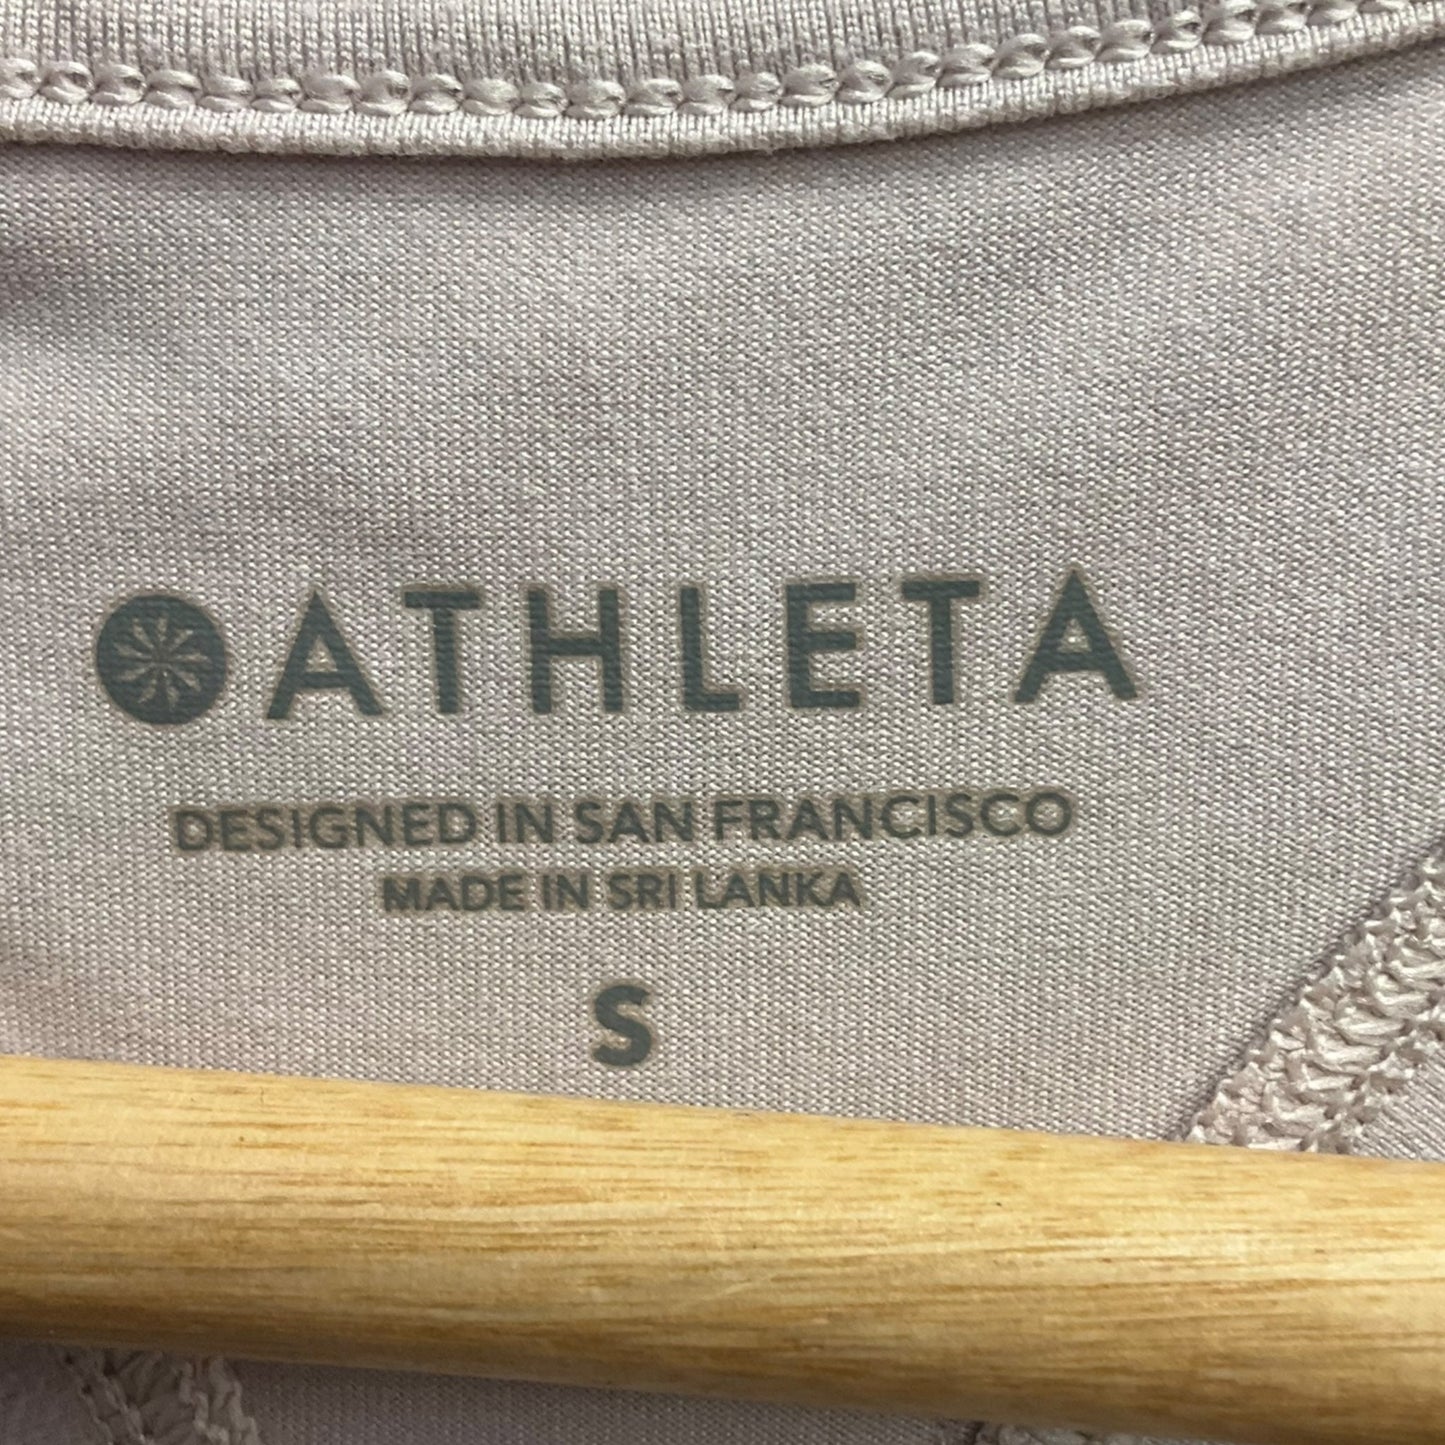 ATHLETA
DESIGNED IN SAN FRANCISCO
MADE IN SRI LANKA
S